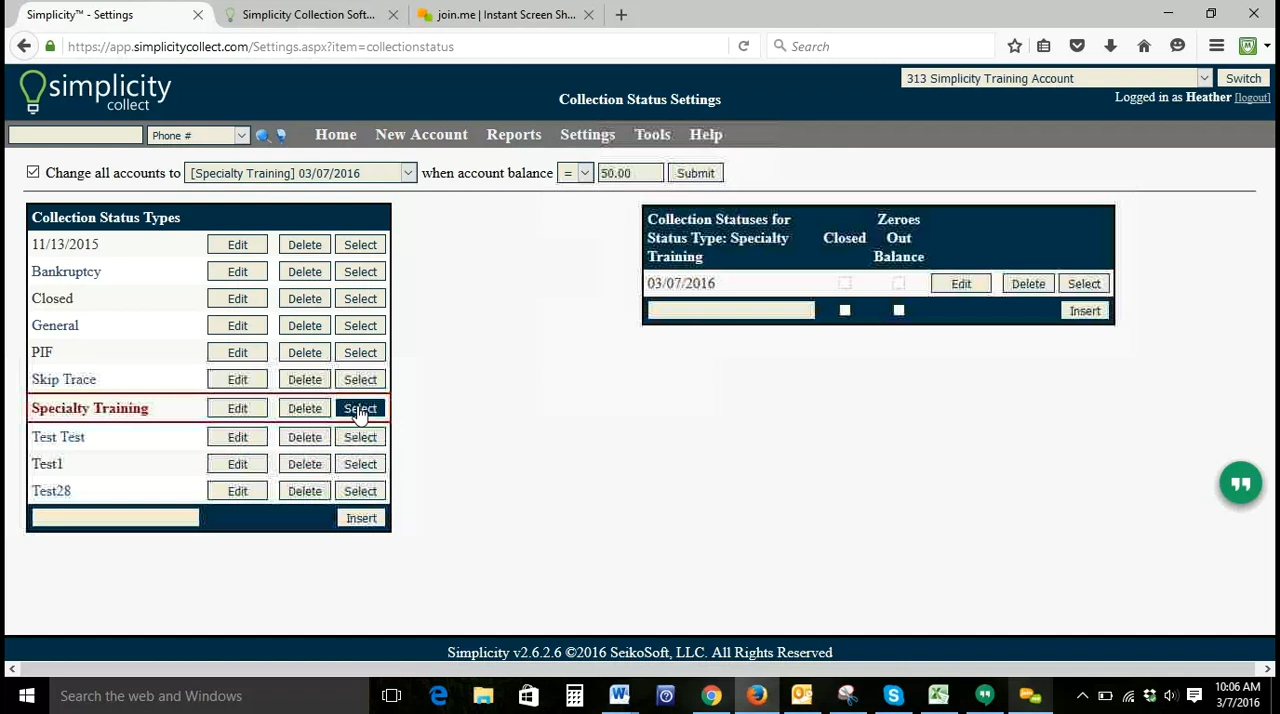 Simplicity™ - Settings
Simplicity Collection Soft...
join.me | Instant Screen Sh...
https://app.simplicitycollect.com/Settings.aspx?item=collectionstatus
Search
simplicity
collect
Collection Status Settings
313 Simplicity Training Account
Switch
Logged in as Heather [logout]
Phone #
Home New Account Reports Settings Tools Help
Change all accounts to [Specialty Training] 03/07/2016 when account balance = 50.00 Submit
Collection Status Types
11/13/2015 Edit Delete Select
Bankruptcy Edit Delete Select
Closed Edit Delete Select
General Edit Delete Select
PIF Edit Delete Select
Skip Trace Edit Delete Select
Specialty Training Edit Delete Select
Test Test Edit Delete Select
Test1 Edit Delete Select
Test28 Edit Delete Select
Insert
Collection Statuses for
Status Type: Specialty
Training
Closed
Zeroes
Out
Balance
03/07/2016 Edit Delete Select
Insert
Simplicity v2.6.2.6 ©2016 SeikoSoft, LLC. All Rights Reserved
Search the web and Windows
10:06 AM
3/7/2016